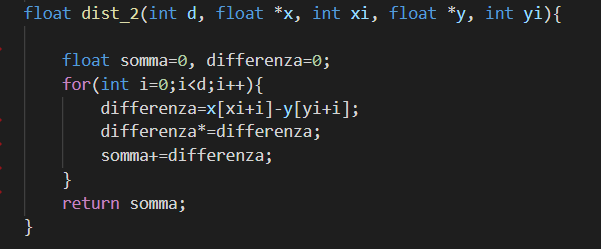 float dist_2(int d, float *x, int xi, float *y, int yi){
float somma=0, differenza=0;
for(int i=0;i<d;i++){
differenza=x[xi+i]-y[yi+i];
differenza*=differenza;
somma+=differenza;
}
return somma;
}